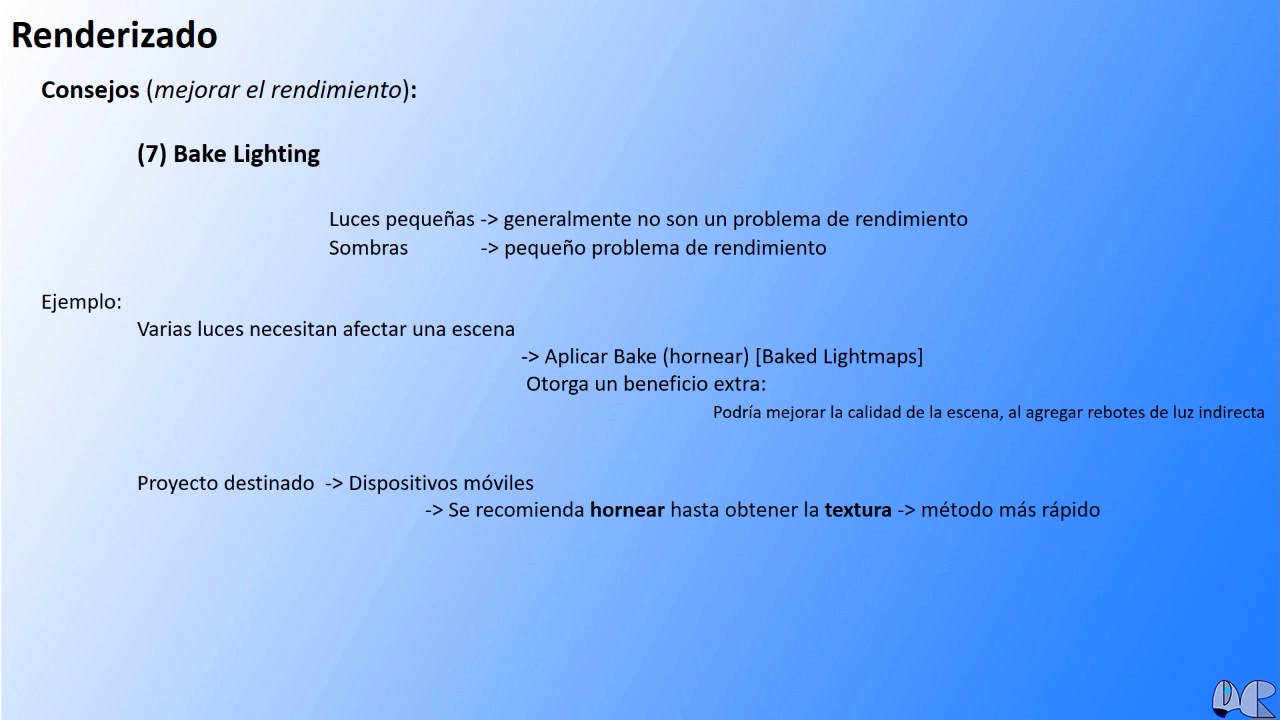 Renderizado
Consejos (mejorar el rendimiento):
(7) Bake Lighting
Luces pequeñas -> generalmente no son un problema de rendimiento
Sombras -> pequeño problema de rendimiento
Ejemplo:
Varias luces necesitan afectar una escena
-> Aplicar Bake (hornear) [Baked Lightmaps]
Otorga un beneficio extra:
Podría mejorar la calidad de la escena, al agregar rebotes de luz indirecta
Proyecto destinado -> Dispositivos móviles
-> Se recomienda hornear hasta obtener la textura -> método más rápido